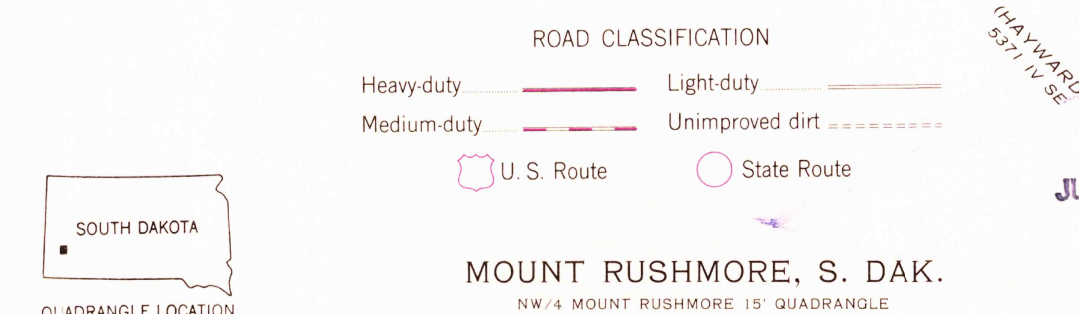 ROAD CLASSIFICATION
Heavy-duty
Light-duty
Medium-duty
Unimproved dirt
U. S. Route
State Route
(HAYWARD
5371 IV SE
SOUTH DAKOTA
QUADRANGLE LOCATION
MOUNT RUSHMORE, S. DAK.
NW/4 MOUNT RUSHMORE 15' QUADRANGLE